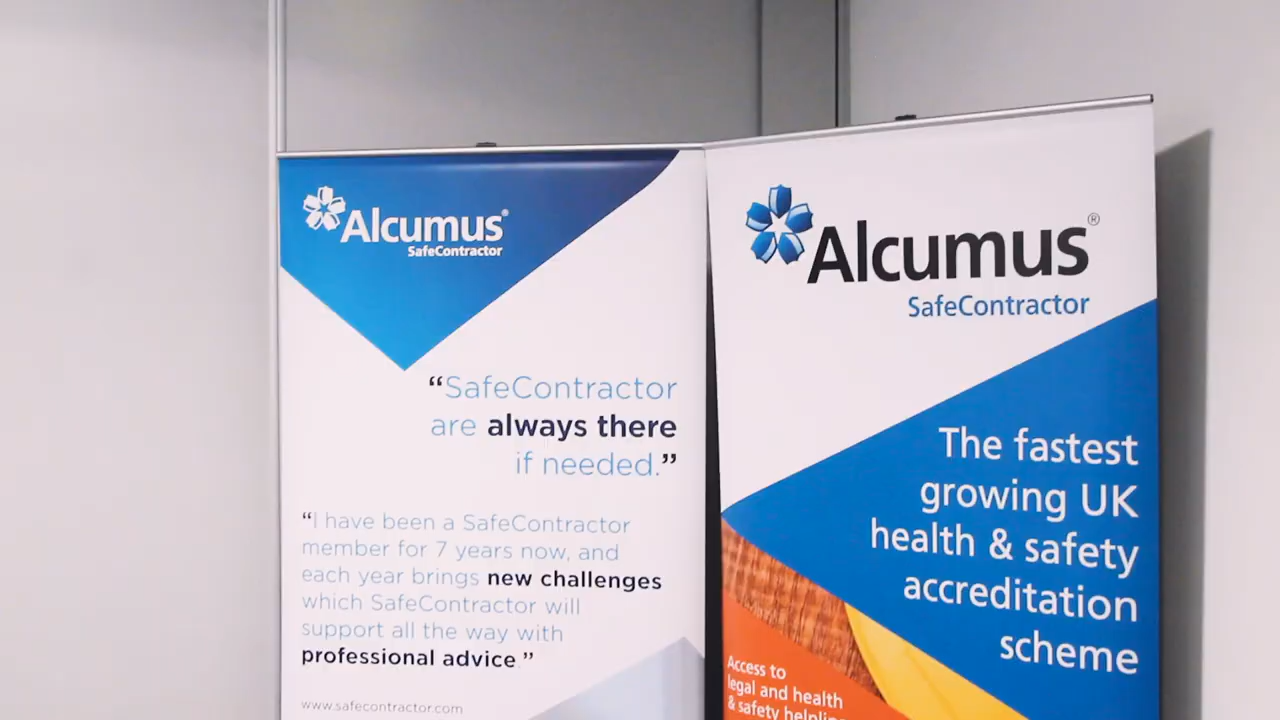 Alcumus®
SafeContractor
“SafeContractor
are always there
if needed.”
“I have been a SafeContractor
member for 7 years now, and
each year brings new challenges
which SafeContractor will
support all the way with
professional advice.”
www.safecontractor.com
Alcumus®
SafeContractor
The fastest
growing UK
health & safety
accreditation
scheme
Access to
legal and health
& safety helpline